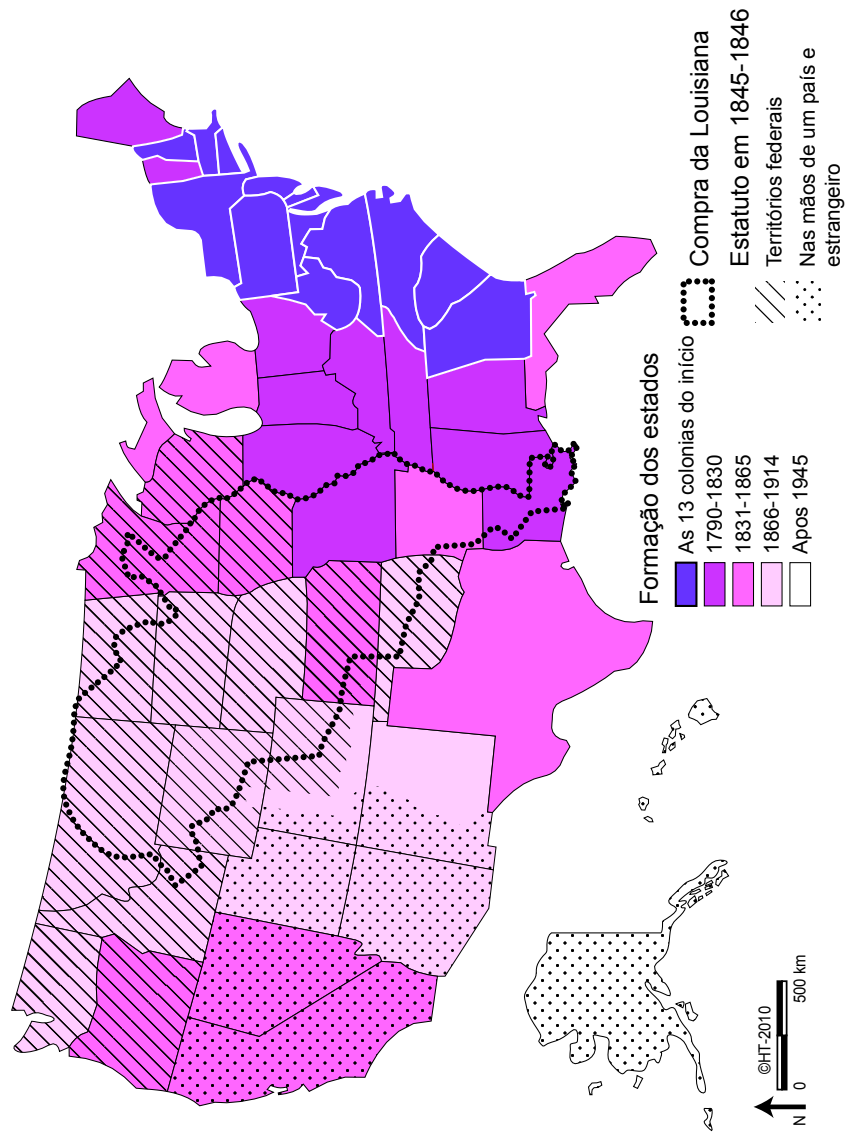 Formação dos estados
As 13 colonias do início
1790-1830
1831-1865
1866-1914
Apos 1945
Compra da Louisiana
Estatuto em 1845-1846
Territórios federais
Nas mãos de um país e
estrangeiro
©HT-2010
N
0
500 km